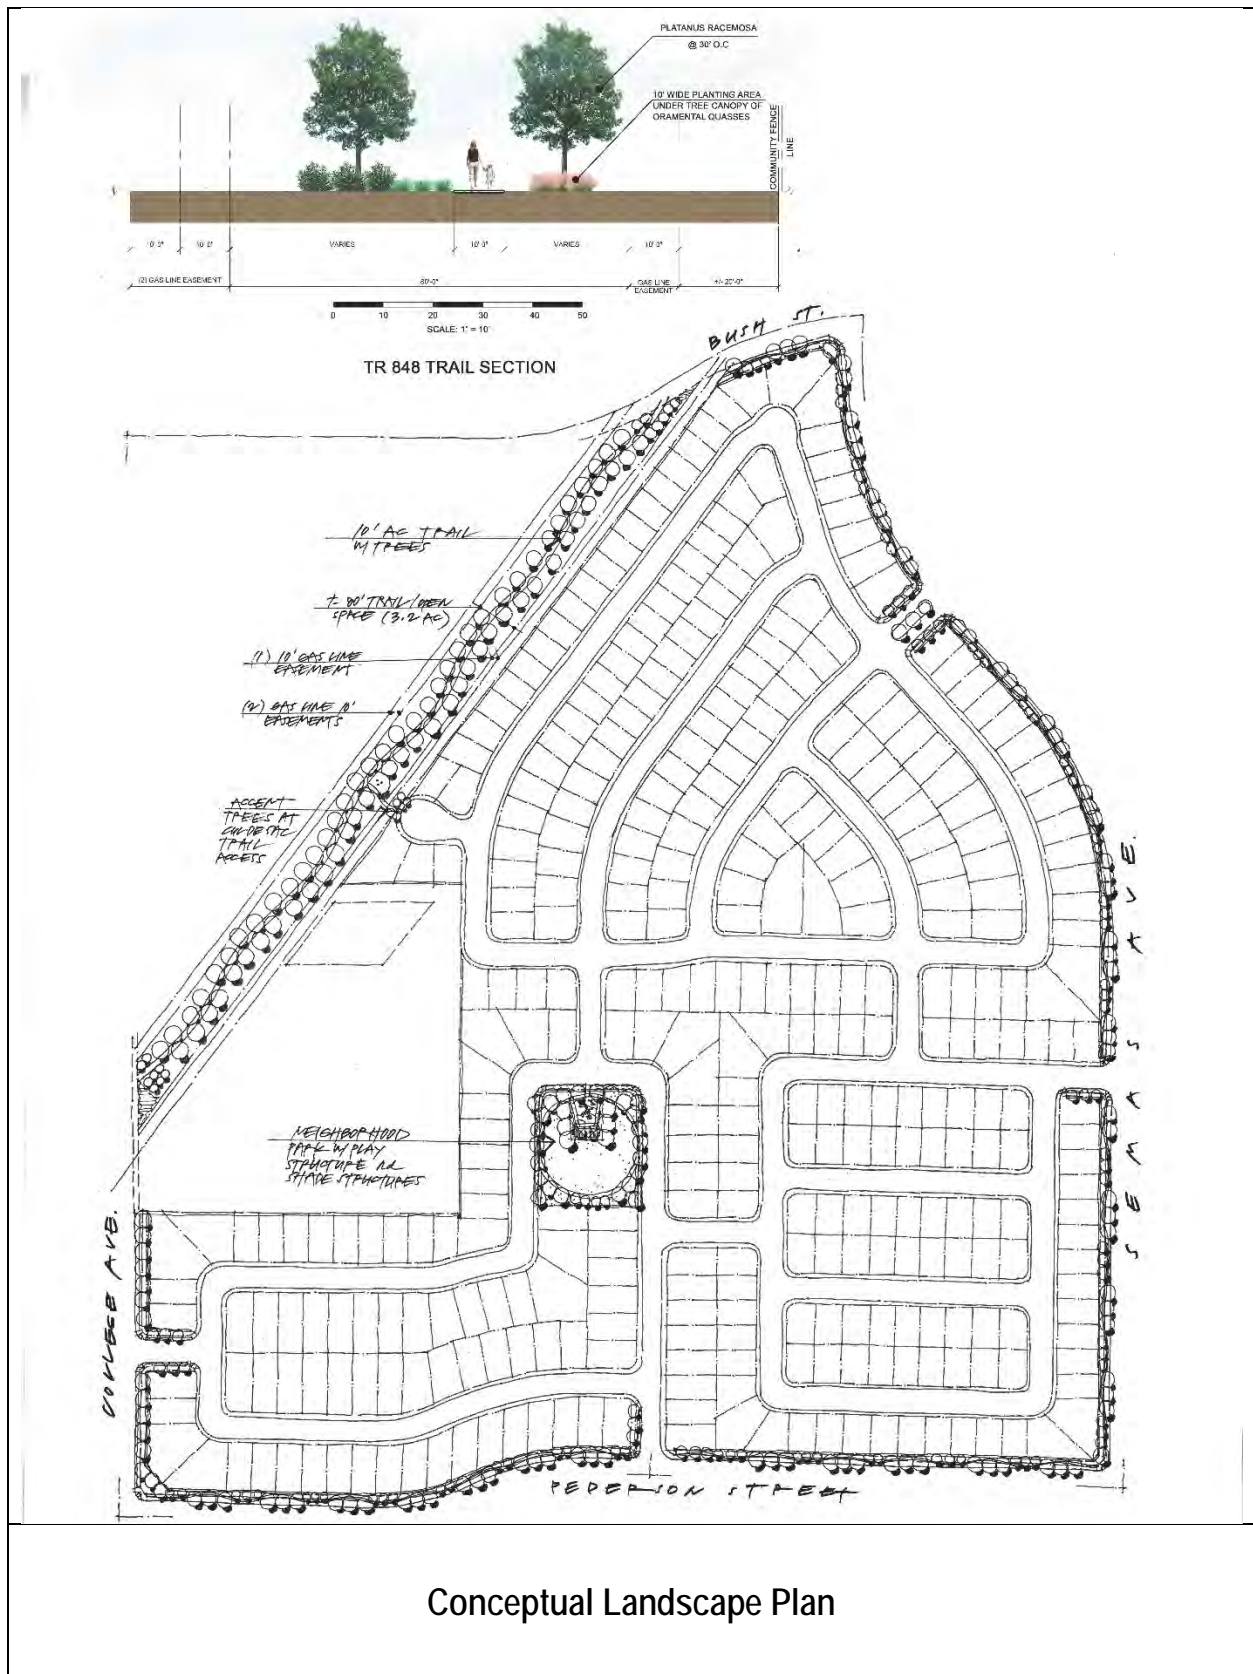 PLATANUS RACEMOSA
@ 30' O.C
10' WIDE PLANTING AREA
UNDER TREE CANOPY OF
ORAMENTAL QUASSES
COMMUNITY FENCE
LINE
10'-0" 10'-0" VARIES 10'-0" VARIES 10'-0"
(2) GAS LINE EASEMENT 80'-0" GAS LINE
EASEMENT +/- 20'-0"
0 10 20 30 40 50
SCALE: 1" = 10'
TR 848 TRAIL SECTION
BUSH ST.
10' AC TRAIL
W/ TREES
+- 80' TRAIL/OPEN
SPACE (3.2 AC)
(1) 10' GAS LINE
EASEMENT
(2) GAS LINE 10'
EASEMENTS
ACCENT
TREES AT
CULDESAC
TRAIL
ACCESS
NEIGHBORHOOD
PARK W/ PLAY
STRUCTURE
SHADE STRUCTURES
COLLEGE AVE.
SEMAS AVE.
PEDERSON STREET
Conceptual Landscape Plan